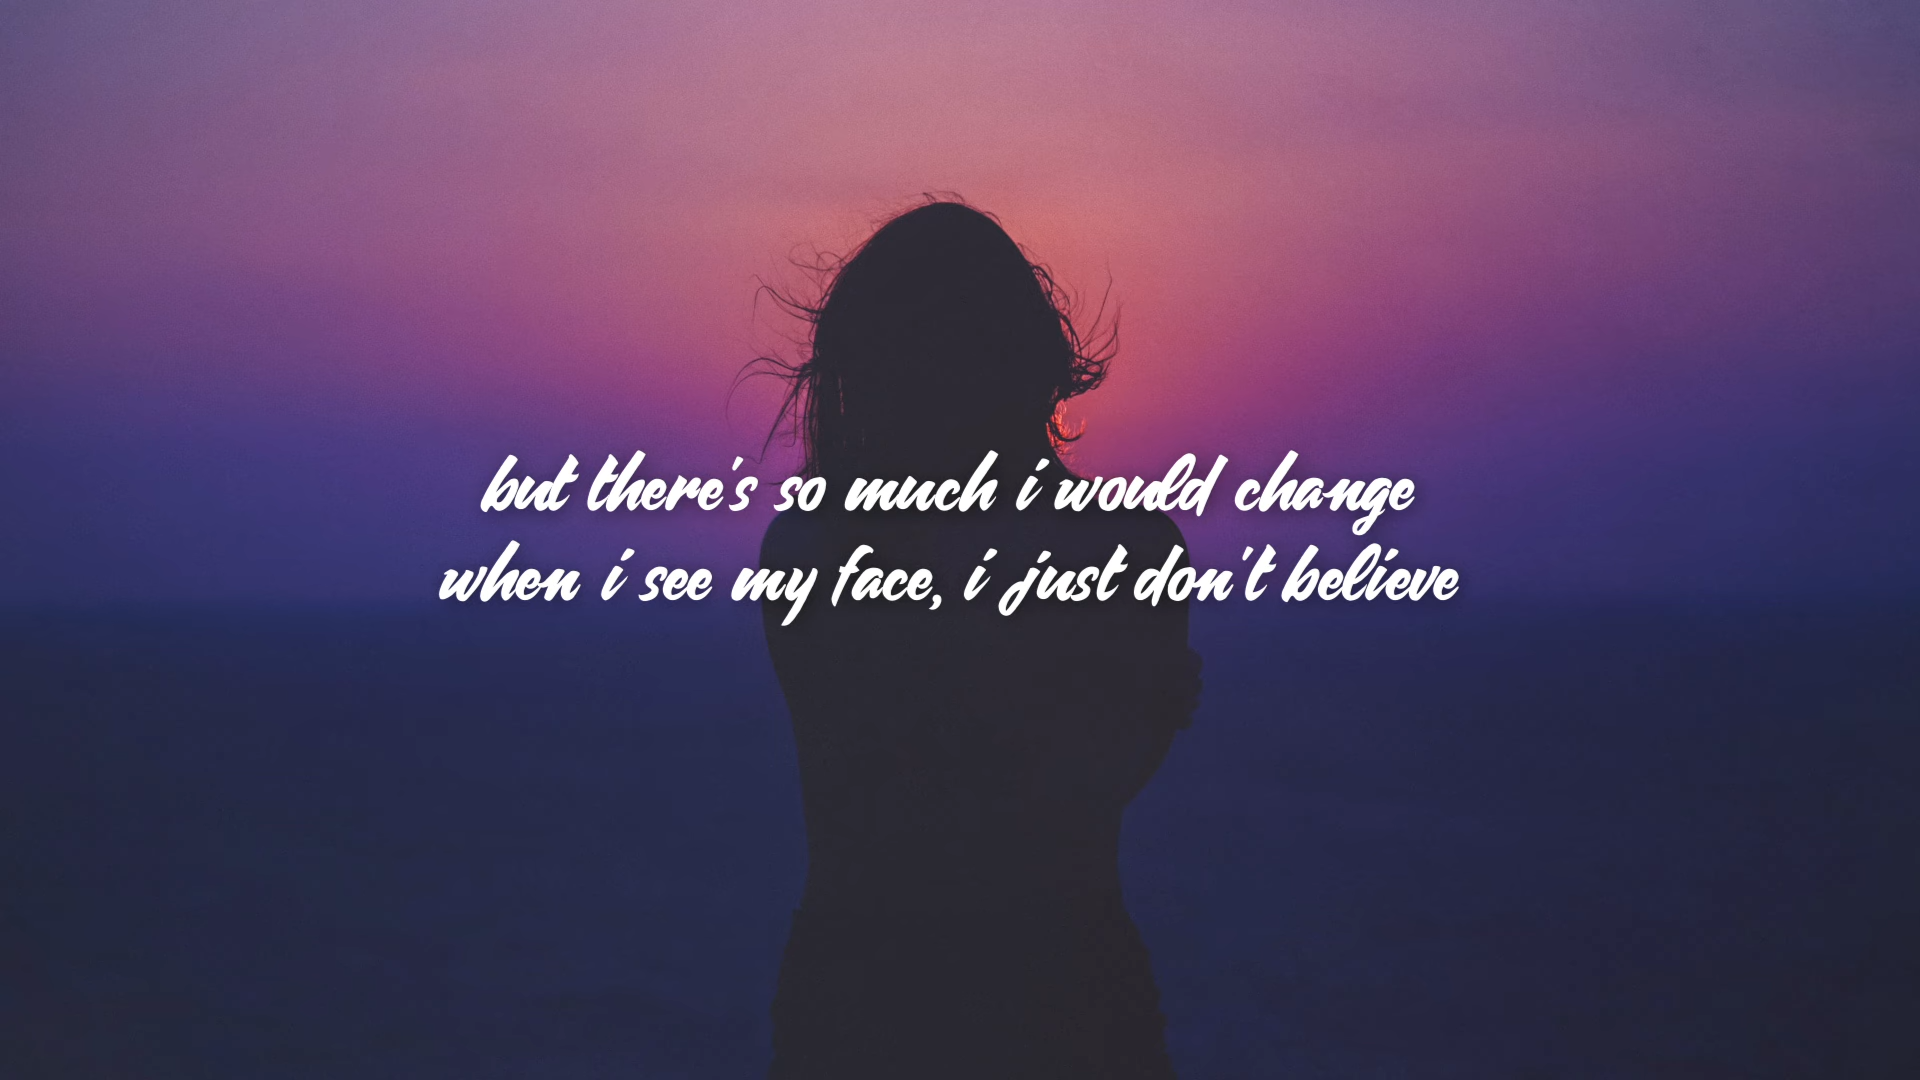 but there's so much i would change
when i see my face, i just don't believe